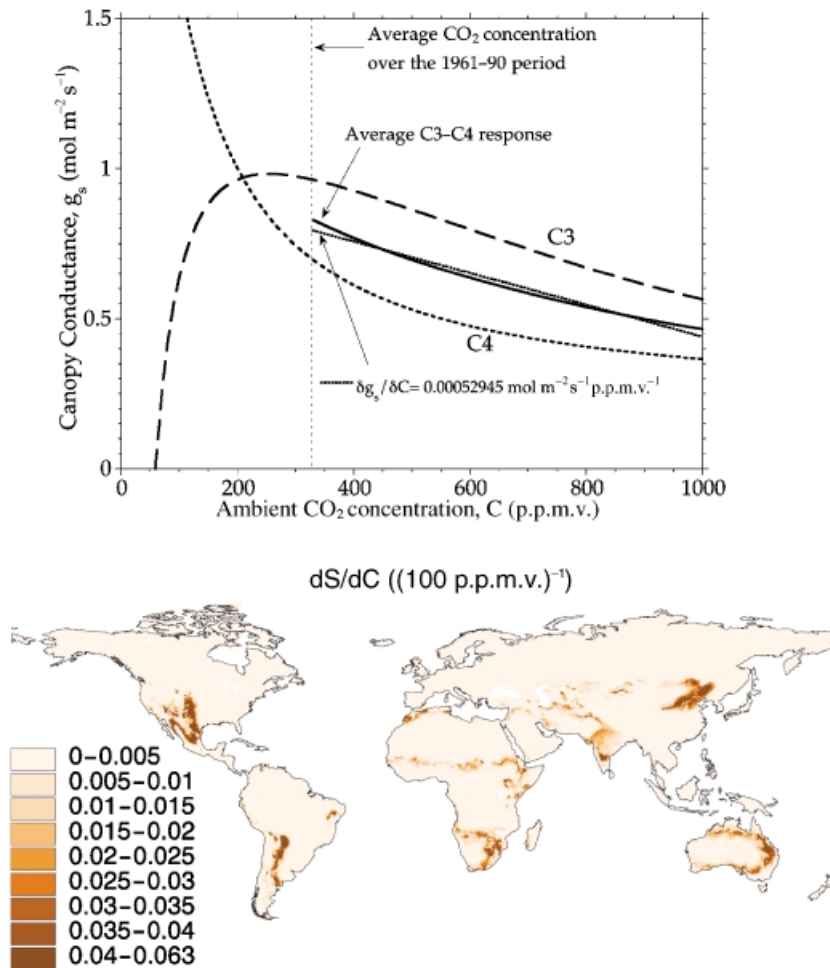 1.5
1
0.5
0
Canopy Conductance, gₛ (mol m⁻² s⁻¹)
Average CO₂ concentration
over the 1961–90 period
Average C3–C4 response
C3
C4
δgₛ/δC= 0.00052945 mol m⁻²s⁻¹p.p.m.v.⁻¹
0 200 400 600 800 1000
Ambient CO₂ concentration, C (p.p.m.v.)
dS/dC ((100 p.p.m.v.)⁻¹)
0−0.005
0.005−0.01
0.01−0.015
0.015−0.02
0.02−0.025
0.025−0.03
0.03−0.035
0.035−0.04
0.04−0.063